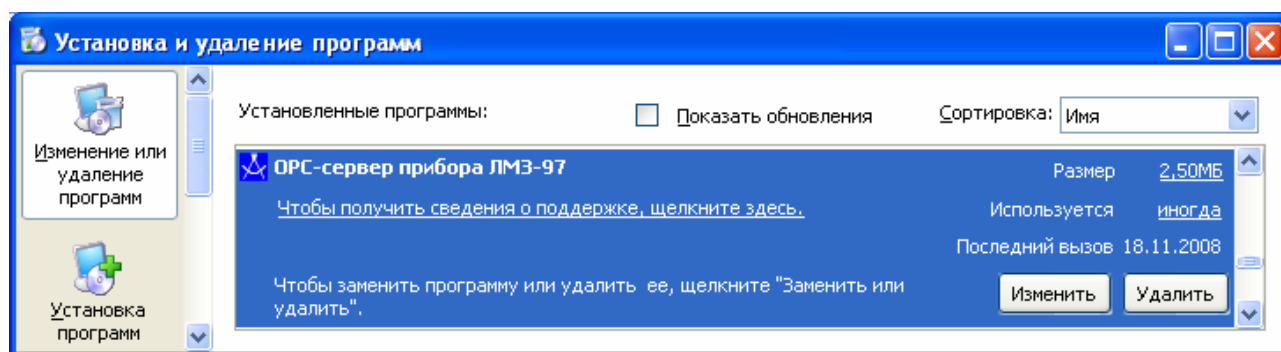 Установка и удаление программ
Изменение или
удаление
программ
Установка
программ
Установленные программы:
Показать обновления
Сортировка: Имя
OPC-сервер прибора ЛМЗ-97
Размер 2,50МБ
Чтобы получить сведения о поддержке, щелкните здесь.
Используется иногда
Последний вызов 18.11.2008
Чтобы заменить программу или удалить ее, щелкните "Заменить или
удалить".
Изменить
Удалить